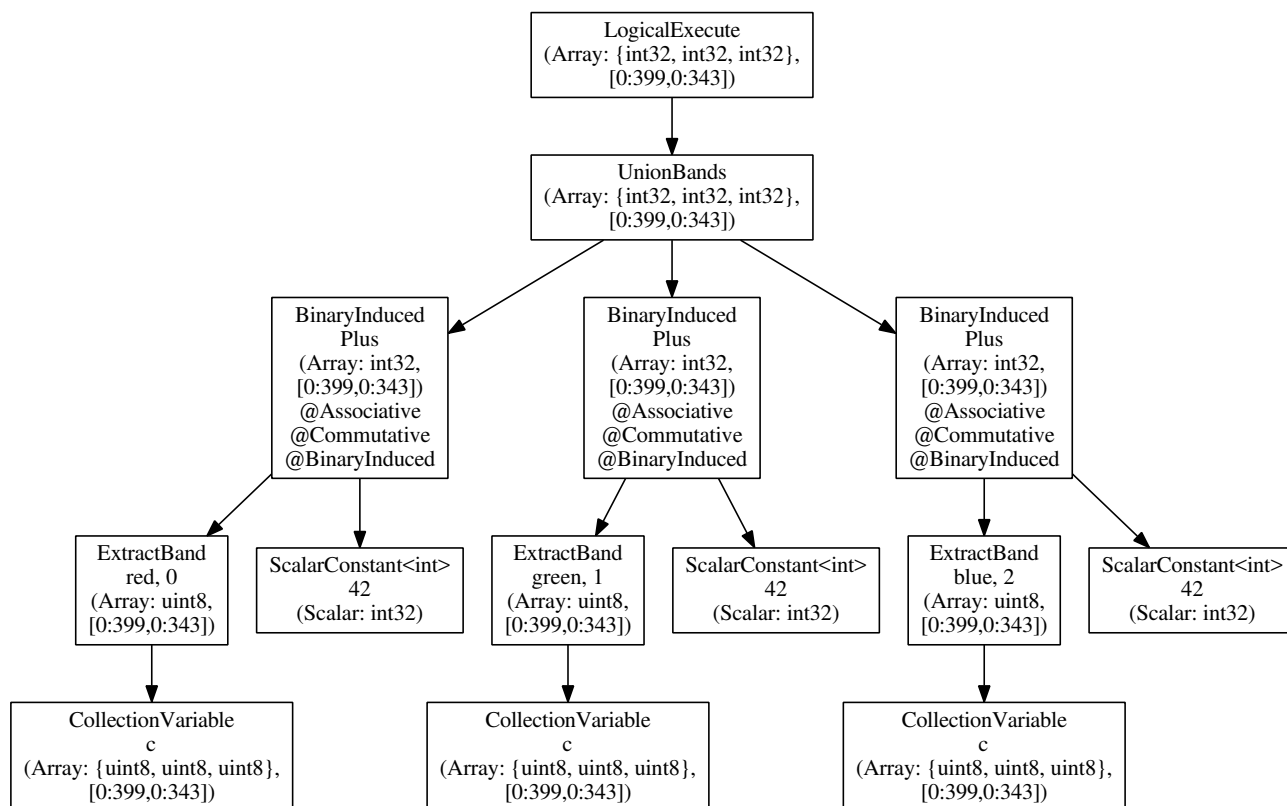 LogicalExecute
(Array: {int32, int32, int32},
[0:399,0:343])
UnionBands
(Array: {int32, int32, int32},
[0:399,0:343])
BinaryInduced
Plus
(Array: int32,
[0:399,0:343])
@Associative
@Commutative
@BinaryInduced
BinaryInduced
Plus
(Array: int32,
[0:399,0:343])
@Associative
@Commutative
@BinaryInduced
BinaryInduced
Plus
(Array: int32,
[0:399,0:343])
@Associative
@Commutative
@BinaryInduced
ExtractBand
red, 0
(Array: uint8,
[0:399,0:343])
ScalarConstant<int>
42
(Scalar: int32)
ExtractBand
green, 1
(Array: uint8,
[0:399,0:343])
ScalarConstant<int>
42
(Scalar: int32)
ExtractBand
blue, 2
(Array: uint8,
[0:399,0:343])
ScalarConstant<int>
42
(Scalar: int32)
CollectionVariable
c
(Array: {uint8, uint8, uint8},
[0:399,0:343])
CollectionVariable
c
(Array: {uint8, uint8, uint8},
[0:399,0:343])
CollectionVariable
c
(Array: {uint8, uint8, uint8},
[0:399,0:343])